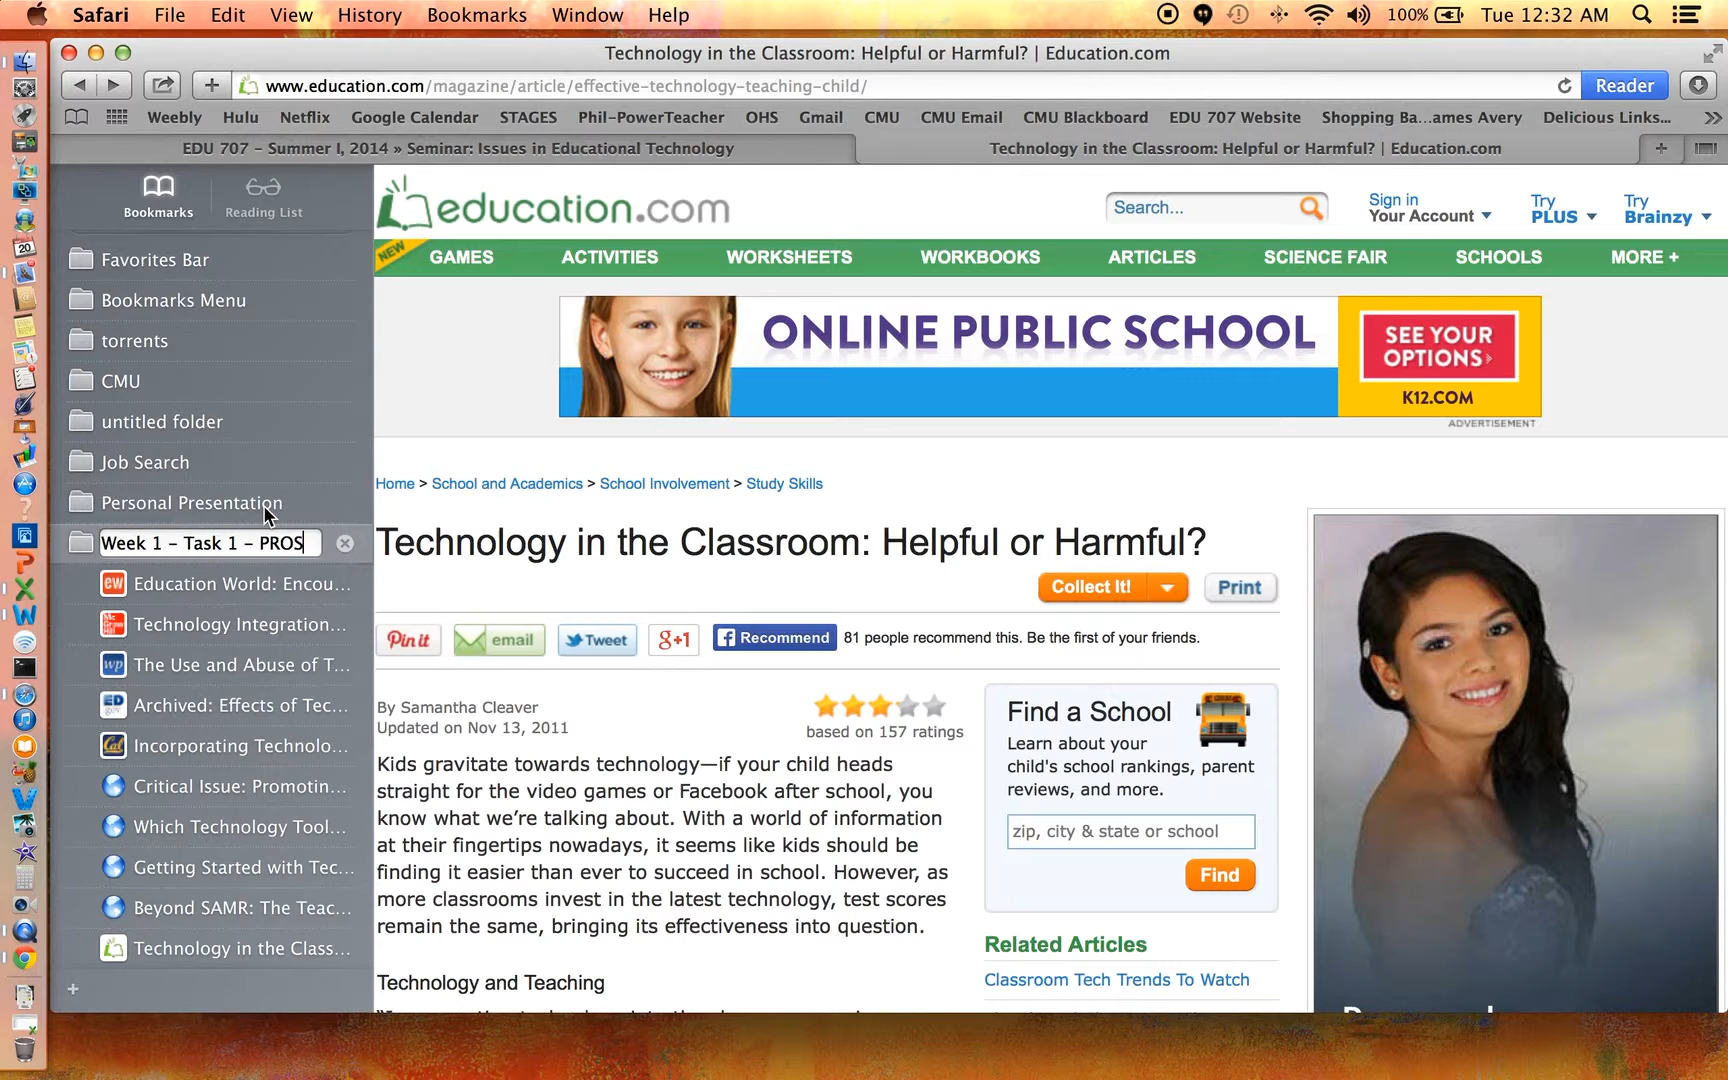 Safari File Edit View History Bookmarks Window Help 100% Tue 12:32 AM
Technology in the Classroom: Helpful or Harmful? | Education.com
www.education.com/magazine/article/effective-technology-teaching-child/ Reader
Weebly Hulu Netflix Google Calendar STAGES Phil-PowerTeacher OHS Gmail CMU CMU Email CMU Blackboard EDU 707 Website Shopping Ba...ames Avery Delicious Links...
EDU 707 – Summer I, 2014 » Seminar: Issues in Educational Technology
Technology in the Classroom: Helpful or Harmful? | Education.com
Bookmarks Reading List
Favorites Bar
Bookmarks Menu
torrents
CMU
untitled folder
Job Search
Personal Presentation
Week 1 – Task 1 – PROS
Education World: Encou...
Technology Integration...
The Use and Abuse of T...
Archived: Effects of Tec...
Incorporating Technolo...
Critical Issue: Promotin...
Which Technology Tool...
Getting Started with Tec...
Beyond SAMR: The Teac...
Technology in the Class...
education.com
Search...
Sign in
Your Account
Try
PLUS
Try
Brainzy
NEW GAMES ACTIVITIES WORKSHEETS WORKBOOKS ARTICLES SCIENCE FAIR SCHOOLS MORE +
ONLINE PUBLIC SCHOOL
SEE YOUR
OPTIONS
K12.COM
ADVERTISEMENT
Home > School and Academics > School Involvement > Study Skills
Technology in the Classroom: Helpful or Harmful?
Collect It! Print
Pin it email Tweet g+1 Recommend 81 people recommend this. Be the first of your friends.
By Samantha Cleaver
Updated on Nov 13, 2011
based on 157 ratings
Kids gravitate towards technology—if your child heads
straight for the video games or Facebook after school, you
know what we're talking about. With a world of information
at their fingertips nowadays, it seems like kids should be
finding it easier than ever to succeed in school. However, as
more classrooms invest in the latest technology, test scores
remain the same, bringing its effectiveness into question.
Technology and Teaching
Find a School
Learn about your
child's school rankings, parent
reviews, and more.
zip, city & state or school
Find
Related Articles
Classroom Tech Trends To Watch